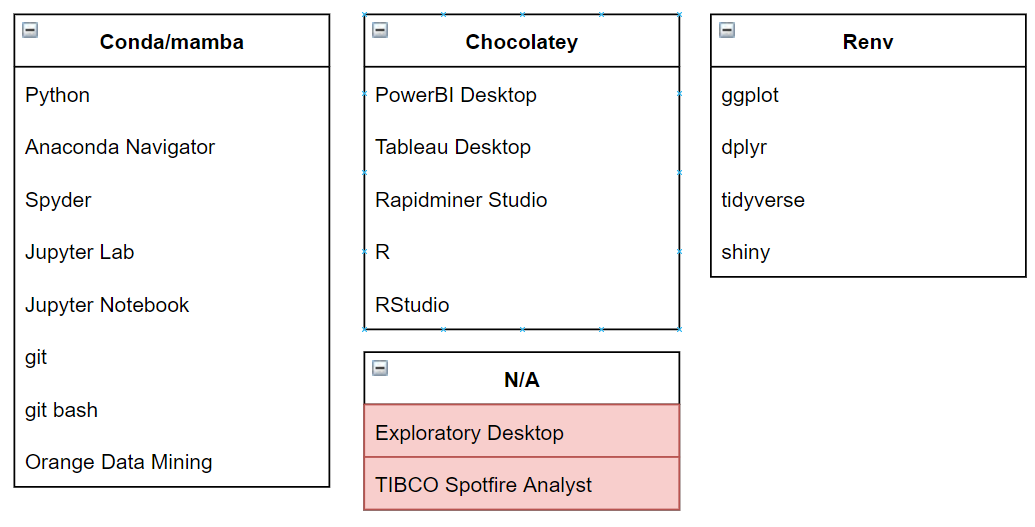 Conda/mamba
Python
Anaconda Navigator
Spyder
Jupyter Lab
Jupyter Notebook
git
git bash
Orange Data Mining
Chocolatey
PowerBI Desktop
Tableau Desktop
Rapidminer Studio
R
RStudio
N/A
Exploratory Desktop
TIBCO Spotfire Analyst
Renv
ggplot
dplyr
tidyverse
shiny